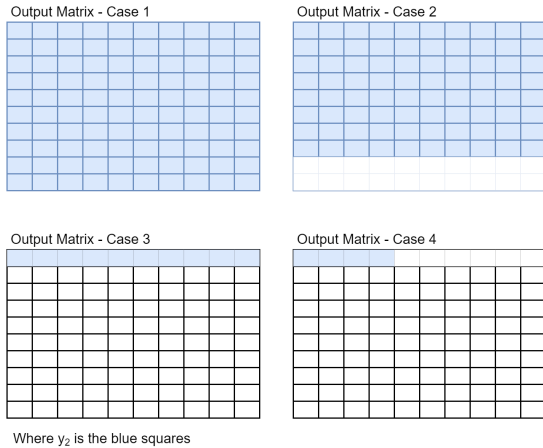 Output Matrix - Case 1
Output Matrix - Case 2
Output Matrix - Case 3
Output Matrix - Case 4
Where y₂ is the blue squares